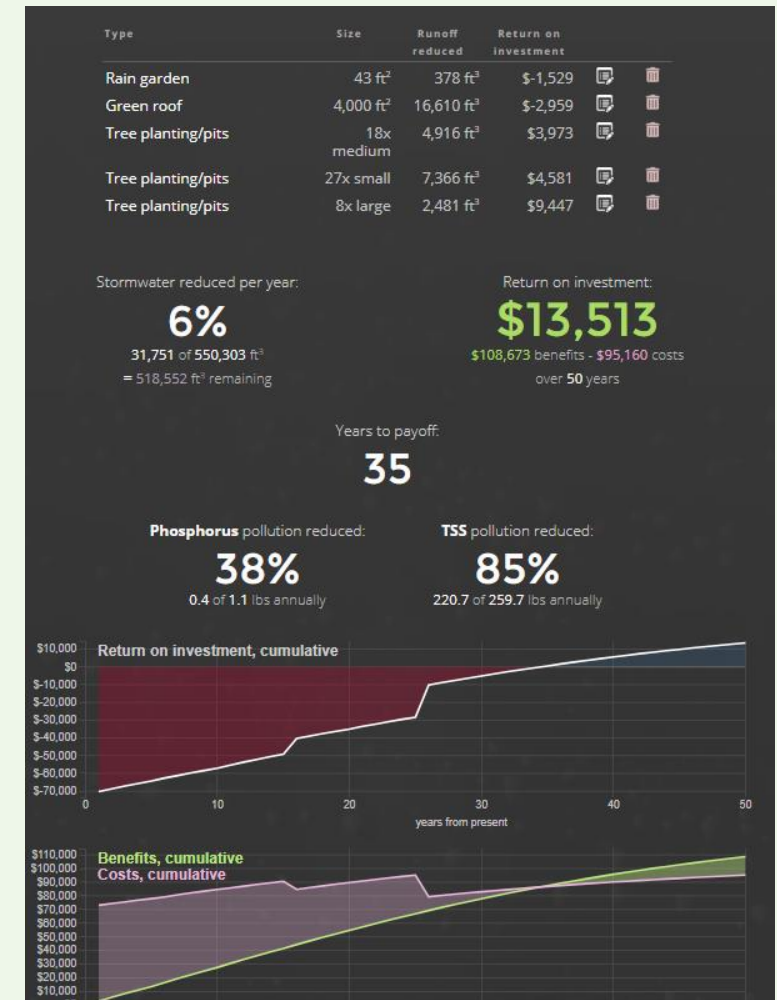 Type Size Runoff reduced Return on investment
Rain garden 43 ft² 378 ft³ $-1,529
Green roof 4,000 ft² 16,610 ft³ $-2,959
Tree planting/pits 18x medium 4,916 ft³ $3,973
Tree planting/pits 27x small 7,366 ft³ $4,581
Tree planting/pits 8x large 2,481 ft³ $9,447
Stormwater reduced per year:
6%
31,751 of 550,303 ft³
= 518,552 ft³ remaining
Return on investment:
$13,513
$108,673 benefits - $95,160 costs
over 50 years
Years to payoff:
35
Phosphorus pollution reduced:
38%
0.4 of 1.1 lbs annually
TSS pollution reduced:
85%
220.7 of 259.7 lbs annually
Return on investment, cumulative
$10,000
$0
$-10,000
$-20,000
$-30,000
$-40,000
$-50,000
$-60,000
$-70,000
0 10 20 30 40 50
years from present
Benefits, cumulative
Costs, cumulative
$110,000
$100,000
$90,000
$80,000
$70,000
$60,000
$50,000
$40,000
$30,000
$20,000
$10,000